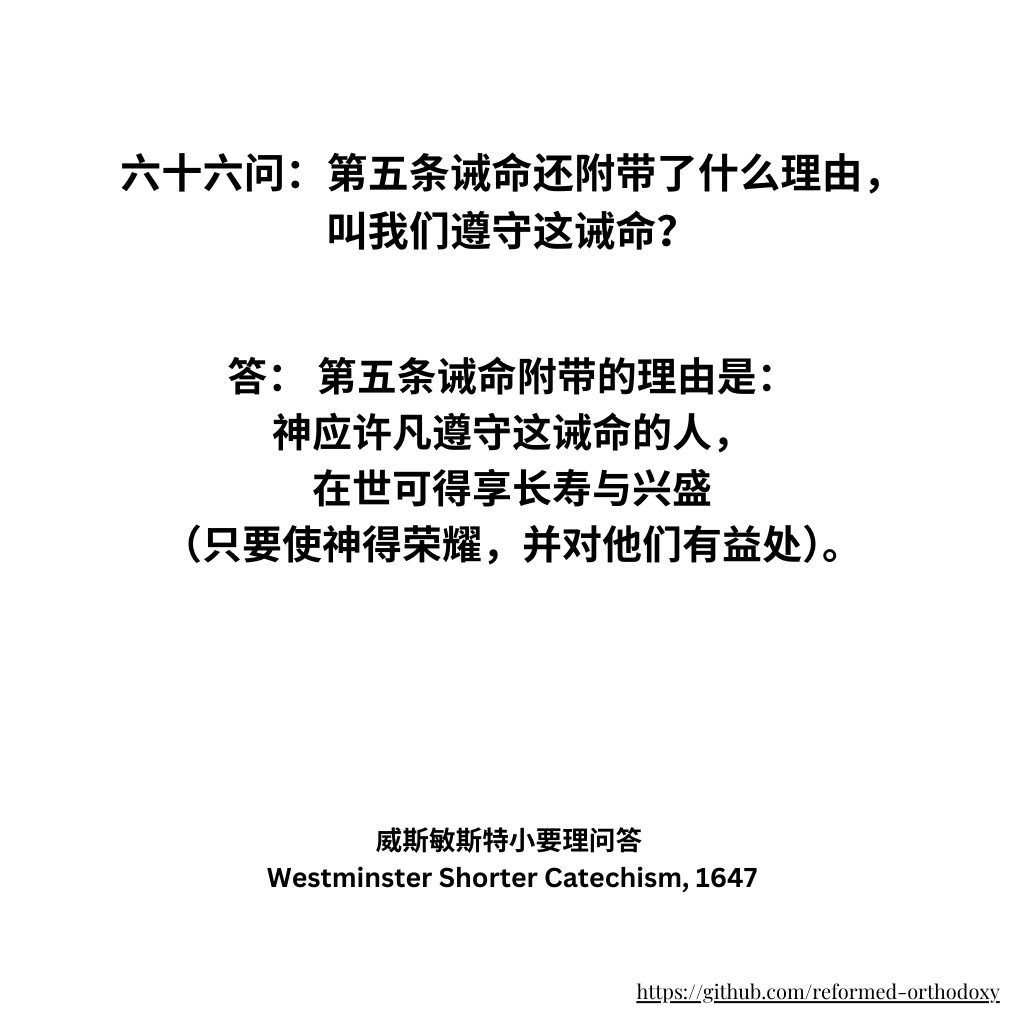 六十六问：第五条诫命还附带了什么理由，
叫我们遵守这诫命？
答： 第五条诫命附带的理由是：
神应许凡遵守这诫命的人，
在世可得享长寿与兴盛
（只要使神得荣耀，并对他们有益处）。
威斯敏斯特小要理问答
Westminster Shorter Catechism, 1647
https://github.com/reformed-orthodoxy